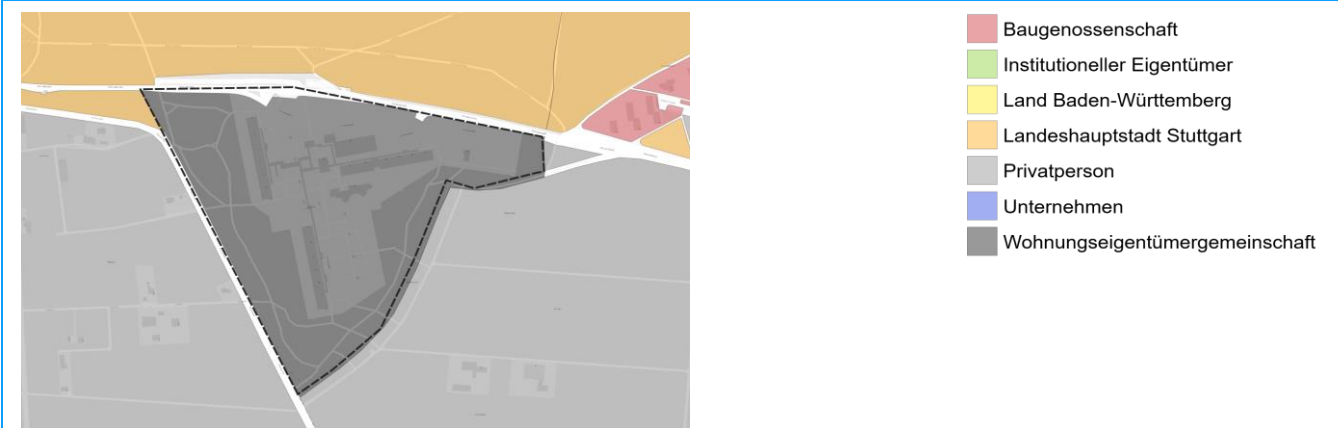 Baugenossenschaft
Institutioneller Eigentümer
Land Baden-Württemberg
Landeshauptstadt Stuttgart
Privatperson
Unternehmen
Wohnungseigentümergemeinschaft